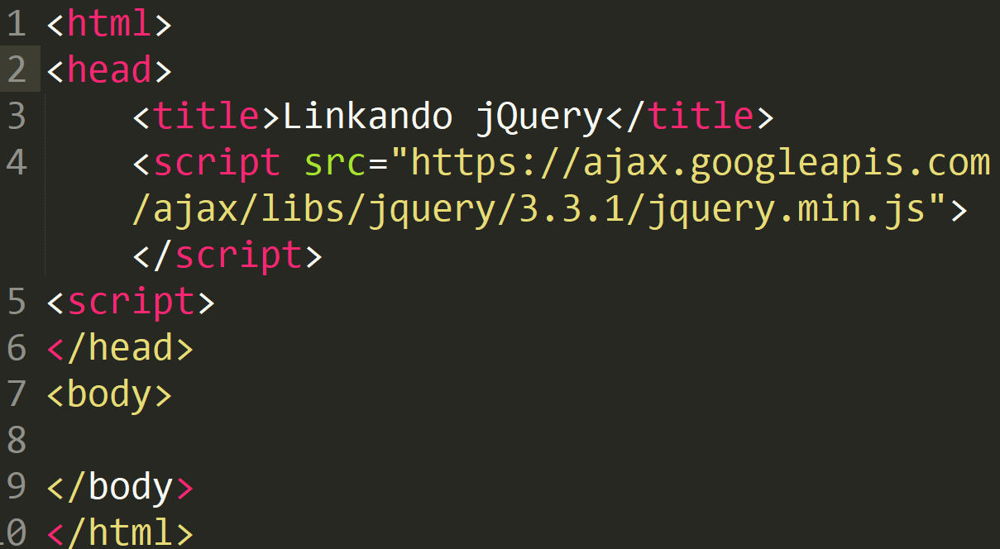 1 <html>
2 <head>
3     <title>Linkando jQuery</title>
4     <script src="https://ajax.googleapis.com
/ajax/libs/jquery/3.3.1/jquery.min.js">
</script>
5 <script>
6 </head>
7 <body>
8
9 </body>
10 </html>